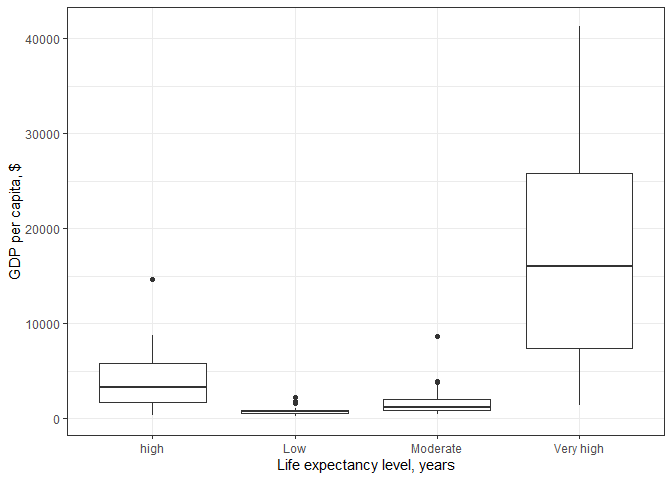 40000
30000
20000
10000
0
GDP per capita, $
high Low Moderate Very high
Life expectancy level, years